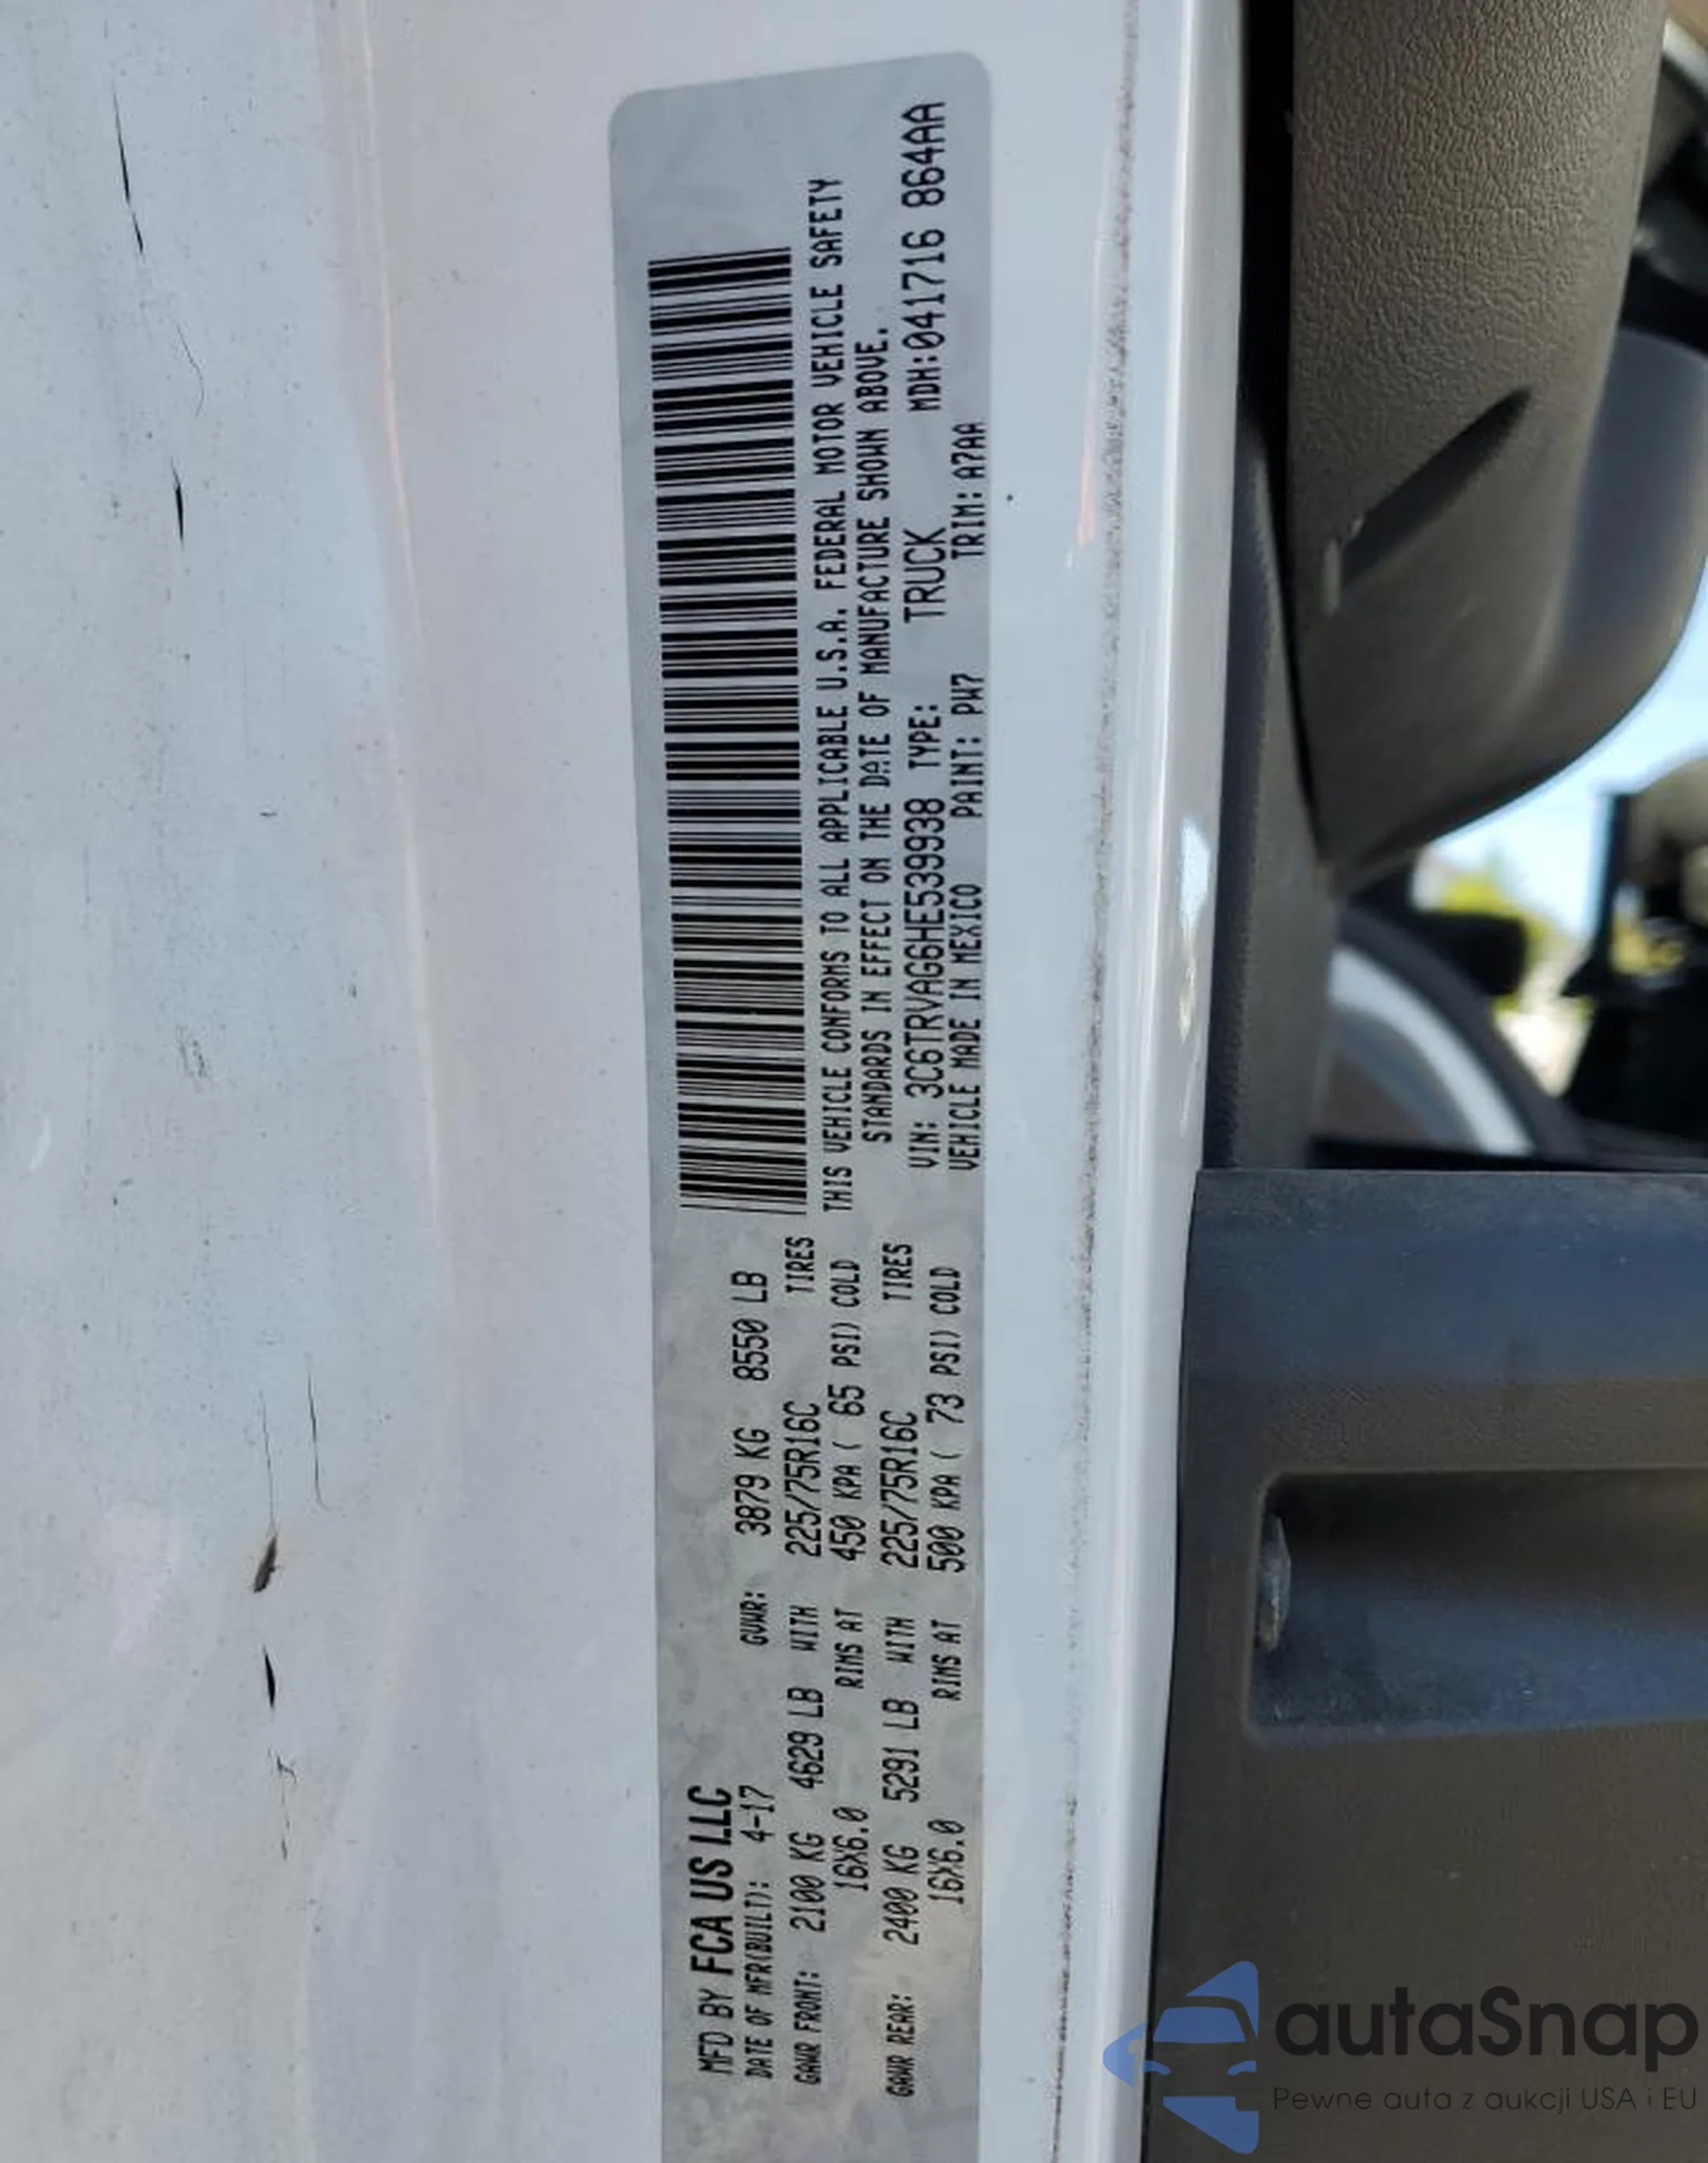 MFD BY FCA US LLC
DATE OF MFR(BUILT): 4-17 GVWR: 3879 KG 8550 LB
GAWR FRONT: 2100 KG 4629 LB WITH 225/75R16C TIRES
16X6.0 RIMS AT 450 KPA ( 65 PSI) COLD
GAWR REAR: 2400 KG 5291 LB WITH 225/75R16C TIRES
16X6.0 RIMS AT 500 KPA ( 73 PSI) COLD
THIS VEHICLE CONFORMS TO ALL APPLICABLE U.S.A. FEDERAL MOTOR VEHICLE SAFETY
STANDARDS IN EFFECT ON THE DATE OF MANUFACTURE SHOWN ABOVE.
VIN: 3C6TRVAG6HE539938 TYPE: TRUCK MDH:041716 864AA
VEHICLE MADE IN MEXICO PAINT: PW7 TRIM: A7AA
autaSnap
Pewne auta z aukcji USA i EU